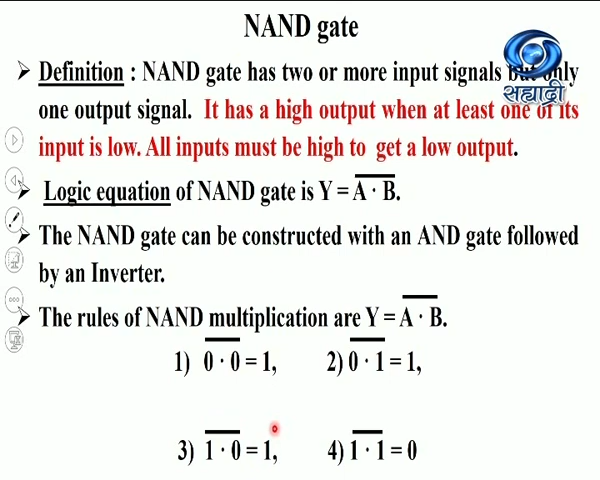 NAND gate
➤ Definition : NAND gate has two or more input signals but only
one output signal. It has a high output when at least one of its
input is low. All inputs must be high to get a low output.
➤ Logic equation of NAND gate is Y = A̅ ̅·̅ ̅B̅.
➤ The NAND gate can be constructed with an AND gate followed
by an Inverter.
➤ The rules of NAND multiplication are Y = A̅ ̅·̅ ̅B̅.
1) 0̅ ̅·̅ ̅0̅ = 1, 2) 0̅ ̅·̅ ̅1̅ = 1,
3) 1̅ ̅·̅ ̅0̅ = 1, 4) 1̅ ̅·̅ ̅1̅ = 0
सह्याद्री